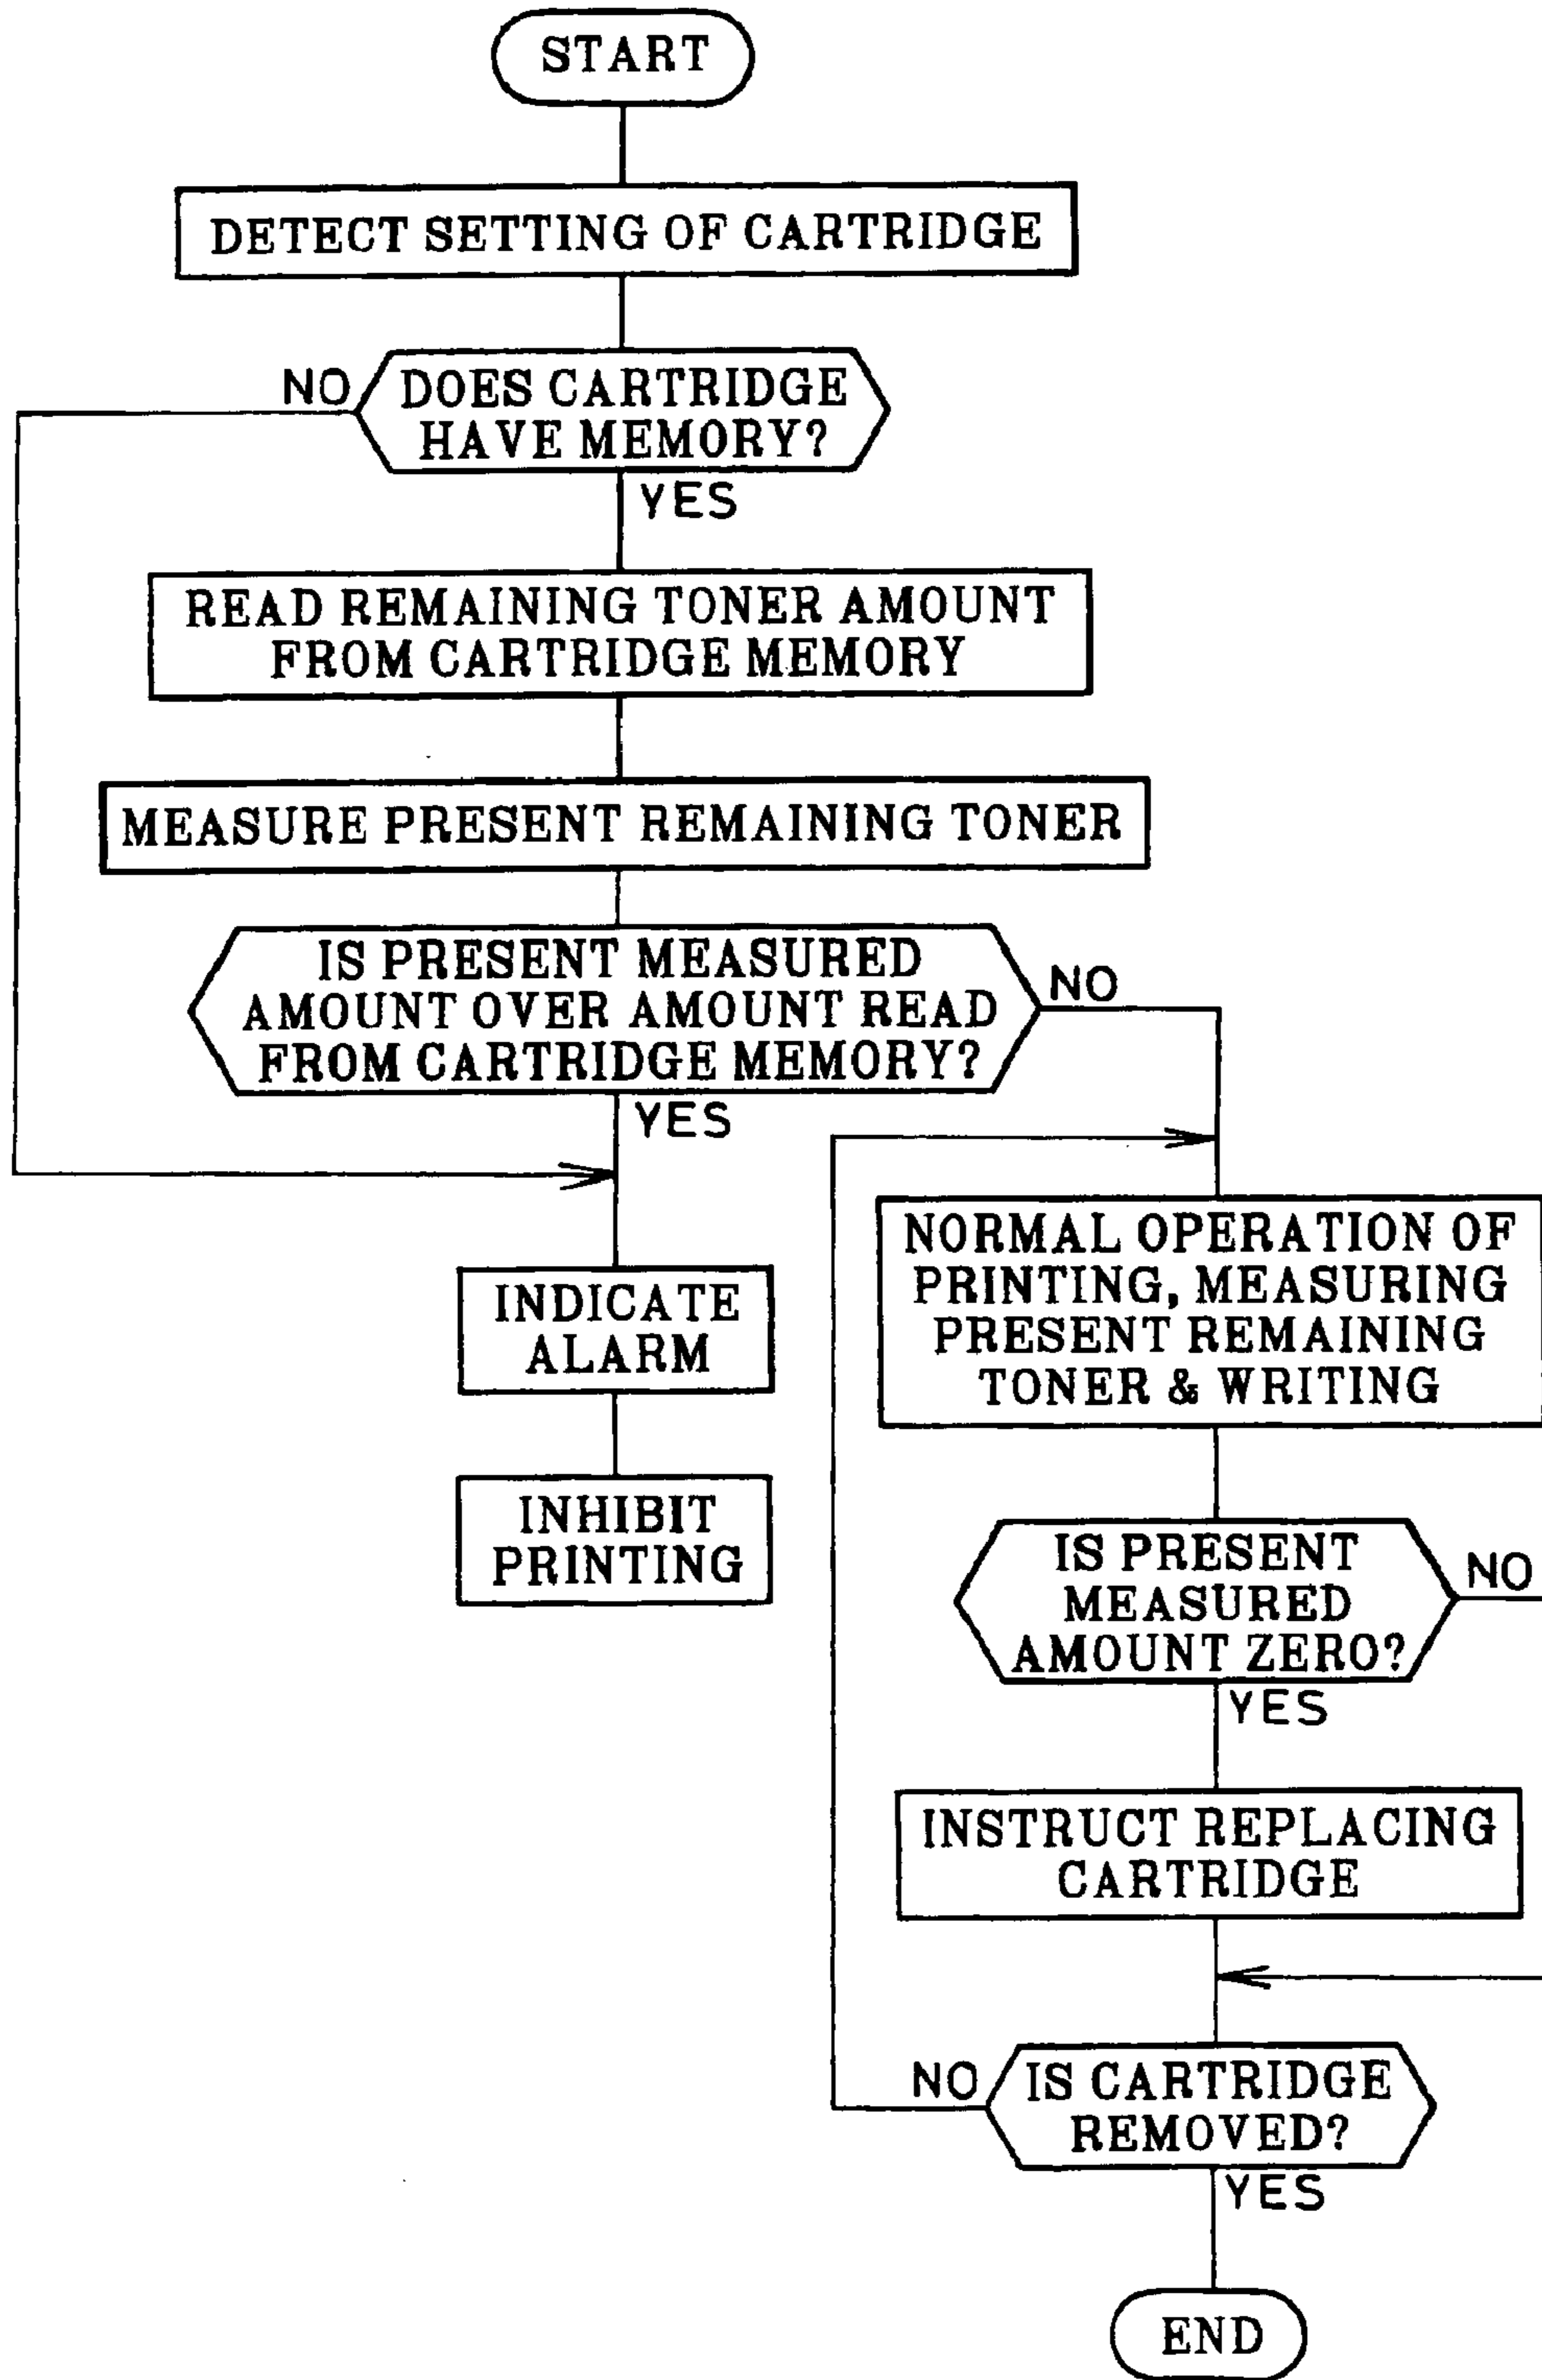 START
DETECT SETTING OF CARTRIDGE
NO
DOES CARTRIDGE
HAVE MEMORY?
YES
READ REMAINING TONER AMOUNT
FROM CARTRIDGE MEMORY
MEASURE PRESENT REMAINING TONER
IS PRESENT MEASURED
AMOUNT OVER AMOUNT READ
FROM CARTRIDGE MEMORY?
NO
YES
INDICATE
ALARM
INHIBIT
PRINTING
NORMAL OPERATION OF
PRINTING, MEASURING
PRESENT REMAINING
TONER & WRITING
IS PRESENT
MEASURED
AMOUNT ZERO?
NO
YES
INSTRUCT REPLACING
CARTRIDGE
NO
IS CARTRIDGE
REMOVED?
YES
END